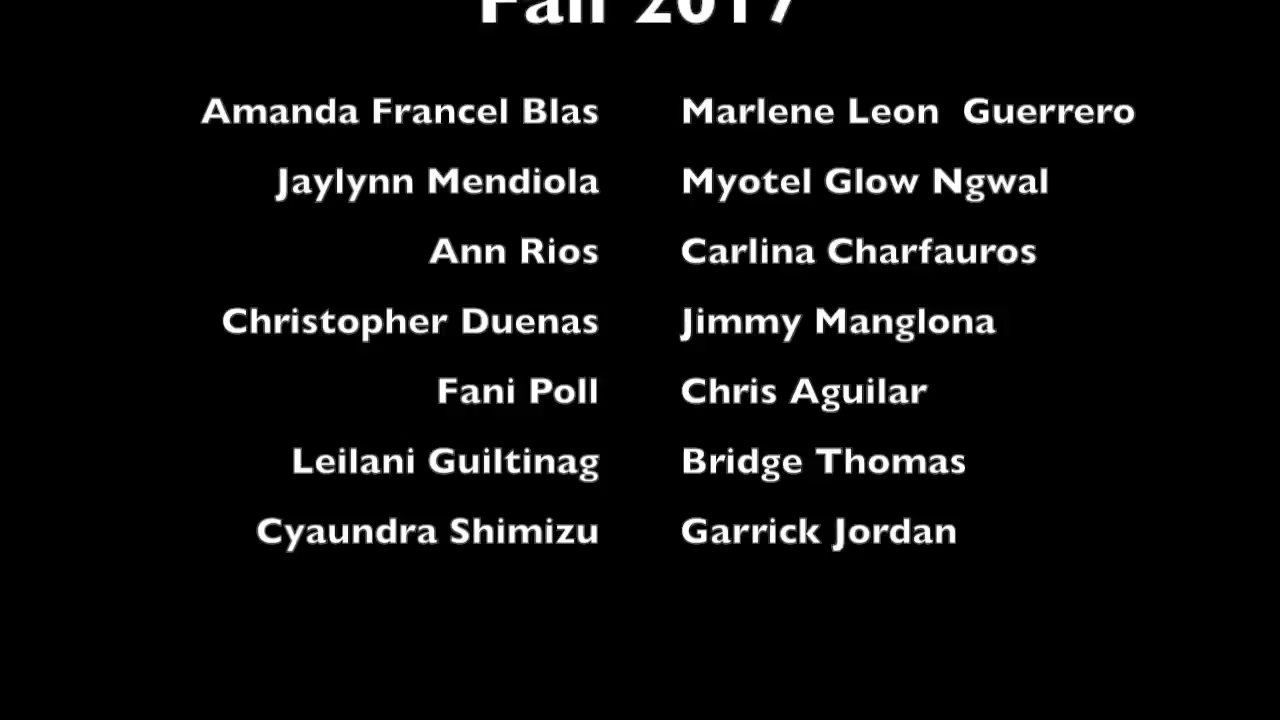 Fall 2017
Amanda Francel Blas Marlene Leon  Guerrero
Jaylynn Mendiola Myotel Glow Ngwal
Ann Rios Carlina Charfauros
Christopher Duenas Jimmy Manglona
Fani Poll Chris Aguilar
Leilani Guiltinag Bridge Thomas
Cyaundra Shimizu Garrick Jordan